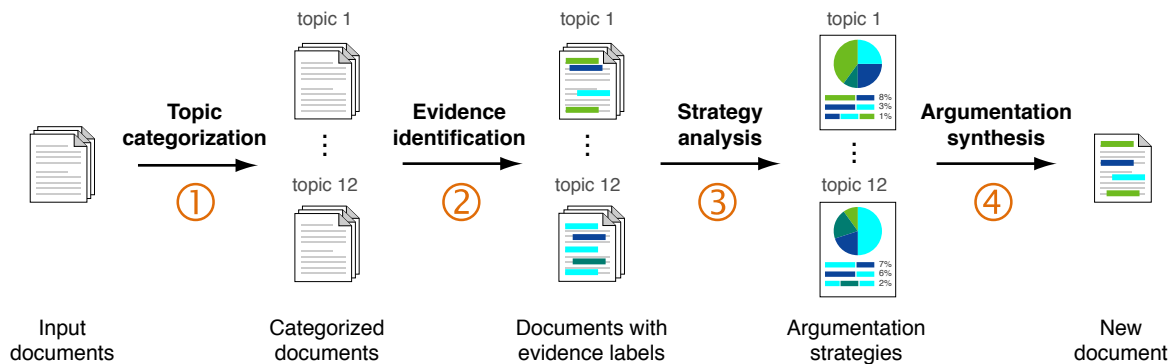 topic 1
topic 1
topic 1
Topic
categorization
Evidence
identification
Strategy
analysis
Argumentation
synthesis
8%
3%
1%
①
②
③
④
topic 12
topic 12
topic 12
7%
6%
2%
Input
documents
Categorized
documents
Documents with
evidence labels
Argumentation
strategies
New
document